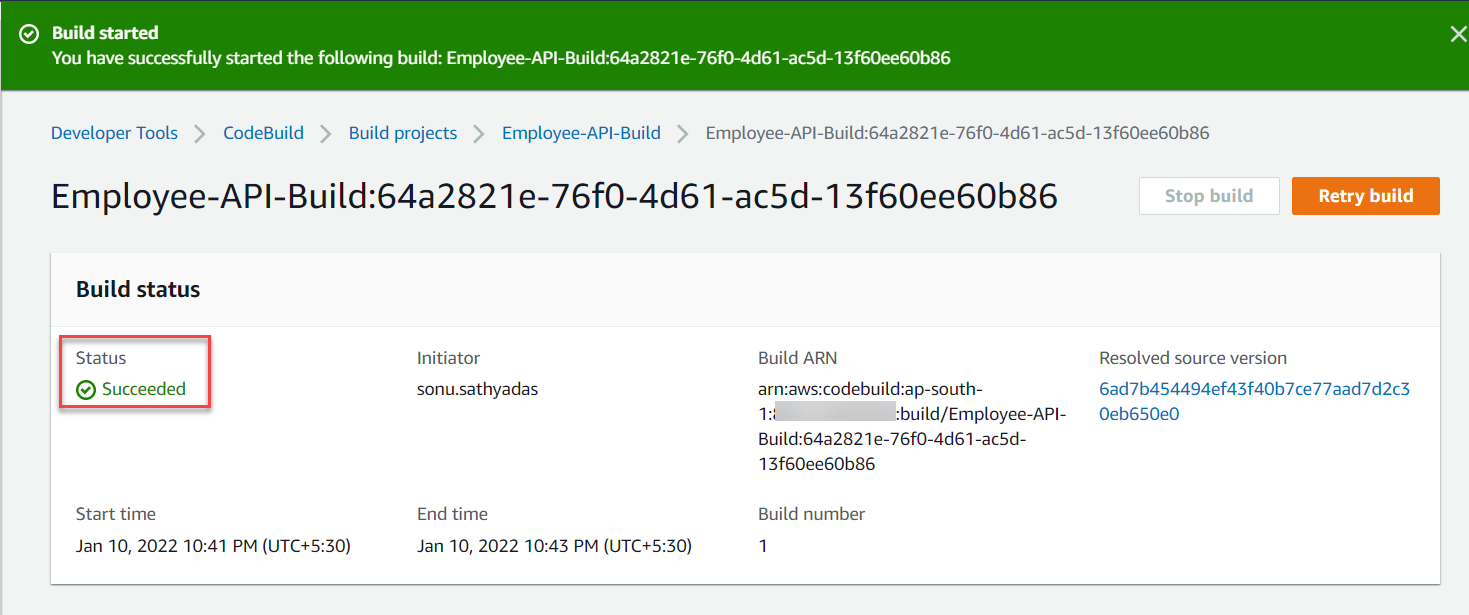 Build started
You have successfully started the following build: Employee-API-Build:64a2821e-76f0-4d61-ac5d-13f60ee60b86
Developer Tools > CodeBuild > Build projects > Employee-API-Build > Employee-API-Build:64a2821e-76f0-4d61-ac5d-13f60ee60b86
Employee-API-Build:64a2821e-76f0-4d61-ac5d-13f60ee60b86
Stop build
Retry build
Build status
Status
Succeeded
Initiator
sonu.sathyadas
Build ARN
arn:aws:codebuild:ap-south-
1: :build/Employee-API-
Build:64a2821e-76f0-4d61-ac5d-
13f60ee60b86
Resolved source version
6ad7b454494ef43f40b7ce77aad7d2c3
0eb650e0
Start time
Jan 10, 2022 10:41 PM (UTC+5:30)
End time
Jan 10, 2022 10:43 PM (UTC+5:30)
Build number
1